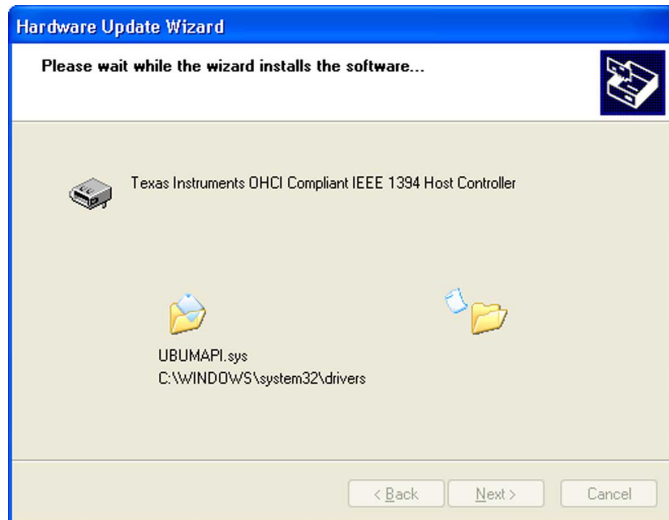 Hardware Update Wizard
Please wait while the wizard installs the software...
Texas Instruments OHCI Compliant IEEE 1394 Host Controller
UBUMAPI.sys
C:\WINDOWS\system32\drivers
< Back Next > Cancel